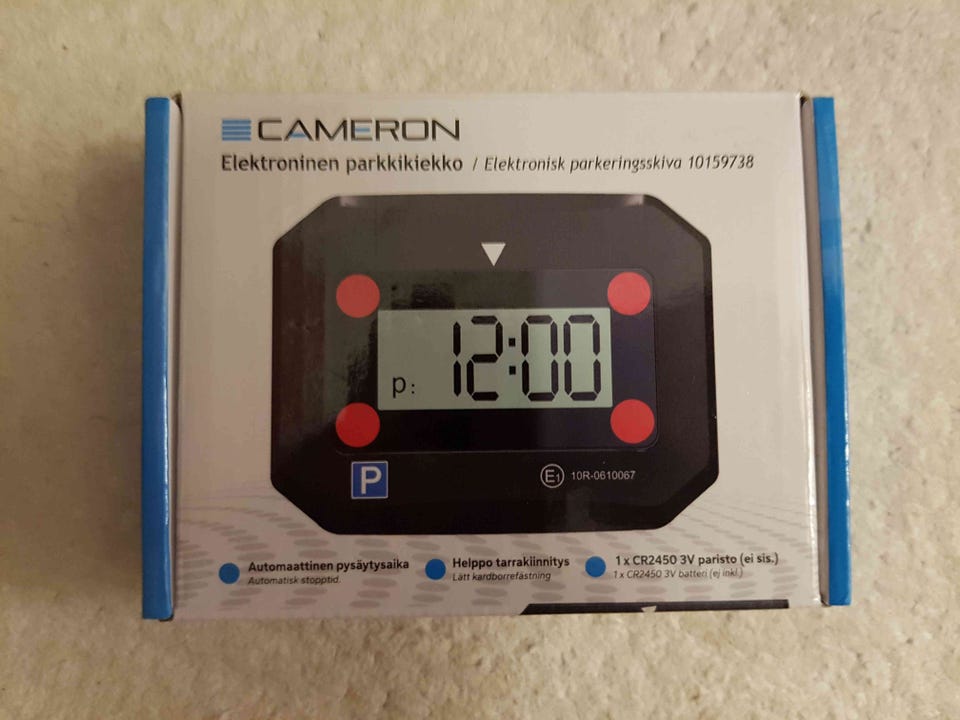 CAMERON
Elektroninen parkkikiekko / Elektronisk parkeringsskiva 10159738
P: 12:00
P
E1 10R-0610067
Automaattinen pysäytysaika
Automatisk stopptid.
Helppo tarrakiinnitys
Lätt kardborrefästning
1 x CR2450 3V paristo (ei sis.)
1 x CR2450 3V batteri (ej inkl.)